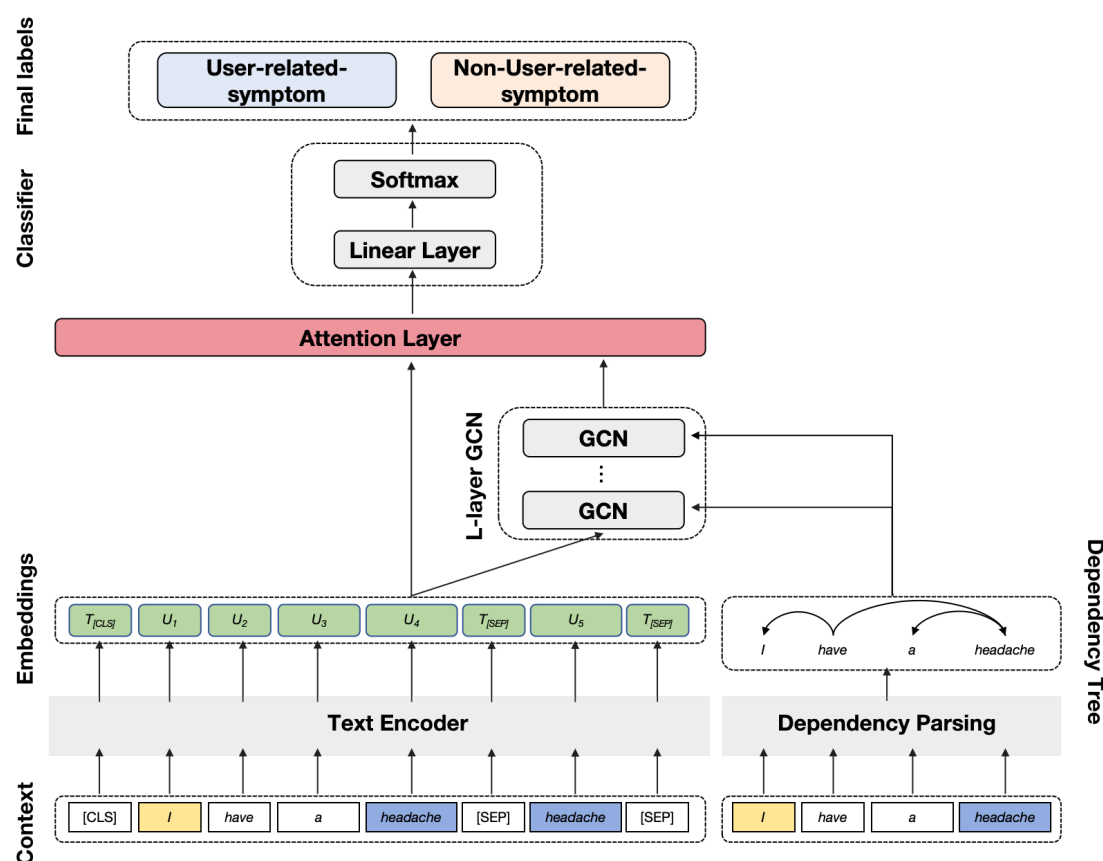 Final labels
User-related-
symptom
Non-User-related-
symptom
Classifier
Softmax
Linear Layer
Attention Layer
L-layer GCN
GCN
⋮
GCN
Embeddings
T[CLS] U1 U2 U3 U4 T[SEP] U5 T[SEP]
I have a headache
Dependency Tree
Text Encoder
Dependency Parsing
Context
[CLS] I have a headache [SEP] headache [SEP]
I have a headache